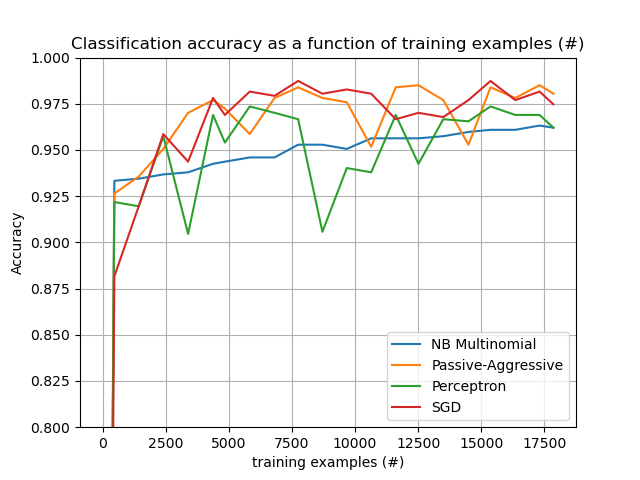 Classification accuracy as a function of training examples (#)
1.000
0.975
0.950
0.925
0.900
0.875
0.850
0.825
0.800
Accuracy
NB Multinomial
Passive-Aggressive
Perceptron
SGD
0 2500 5000 7500 10000 12500 15000 17500
training examples (#)